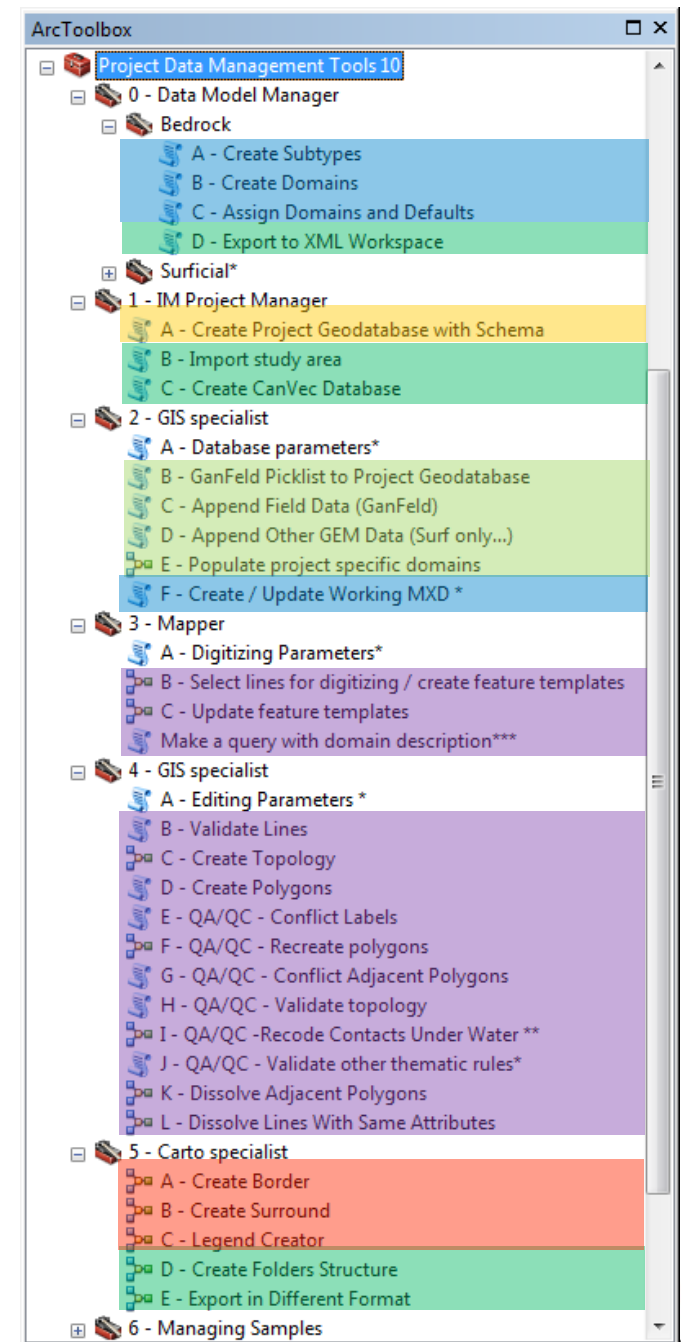 ArcToolbox
Project Data Management Tools 10
0 - Data Model Manager
Bedrock
A - Create Subtypes
B - Create Domains
C - Assign Domains and Defaults
D - Export to XML Workspace
Surficial*
1 - IM Project Manager
A - Create Project Geodatabase with Schema
B - Import study area
C - Create CanVec Database
2 - GIS specialist
A - Database parameters*
B - GanFeld Picklist to Project Geodatabase
C - Append Field Data (GanFeld)
D - Append Other GEM Data (Surf only...)
E - Populate project specific domains
F - Create / Update Working MXD *
3 - Mapper
A - Digitizing Parameters*
B - Select lines for digitizing / create feature templates
C - Update feature templates
Make a query with domain description***
4 - GIS specialist
A - Editing Parameters *
B - Validate Lines
C - Create Topology
D - Create Polygons
E - QA/QC - Conflict Labels
F - QA/QC - Recreate polygons
G - QA/QC - Conflict Adjacent Polygons
H - QA/QC - Validate topology
I - QA/QC -Recode Contacts Under Water **
J - QA/QC - Validate other thematic rules*
K - Dissolve Adjacent Polygons
L - Dissolve Lines With Same Attributes
5 - Carto specialist
A - Create Border
B - Create Surround
C - Legend Creator
D - Create Folders Structure
E - Export in Different Format
6 - Managing Samples